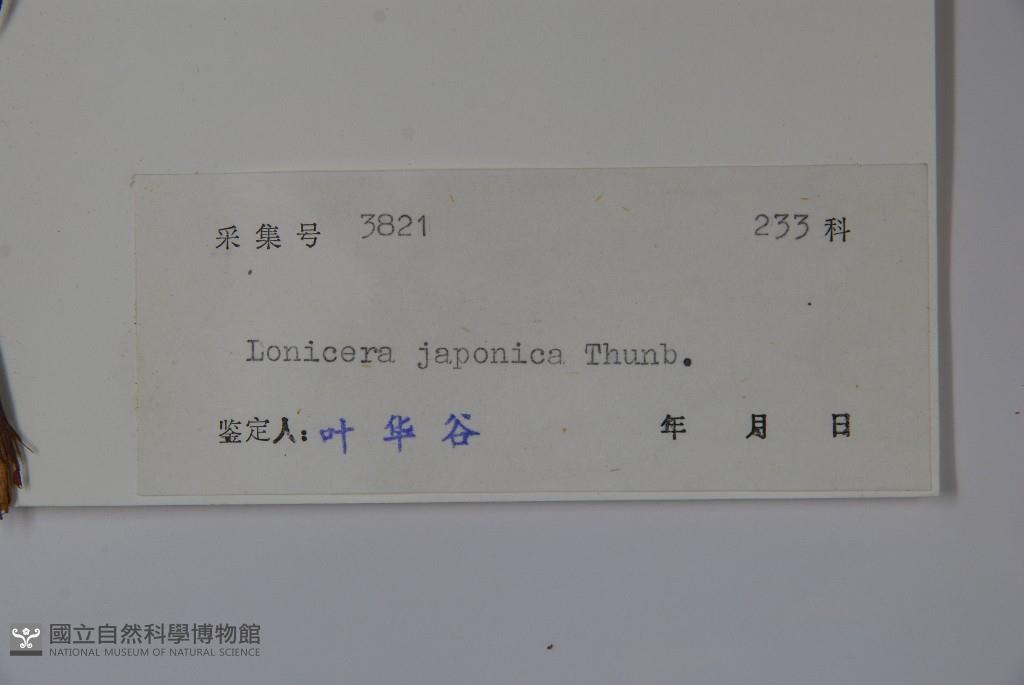 采集号 3821 233 科
Lonicera japonica Thunb.
鉴定人: 叶华谷 年 月 日
國立自然科學博物館
NATIONAL MUSEUM OF NATURAL SCIENCE